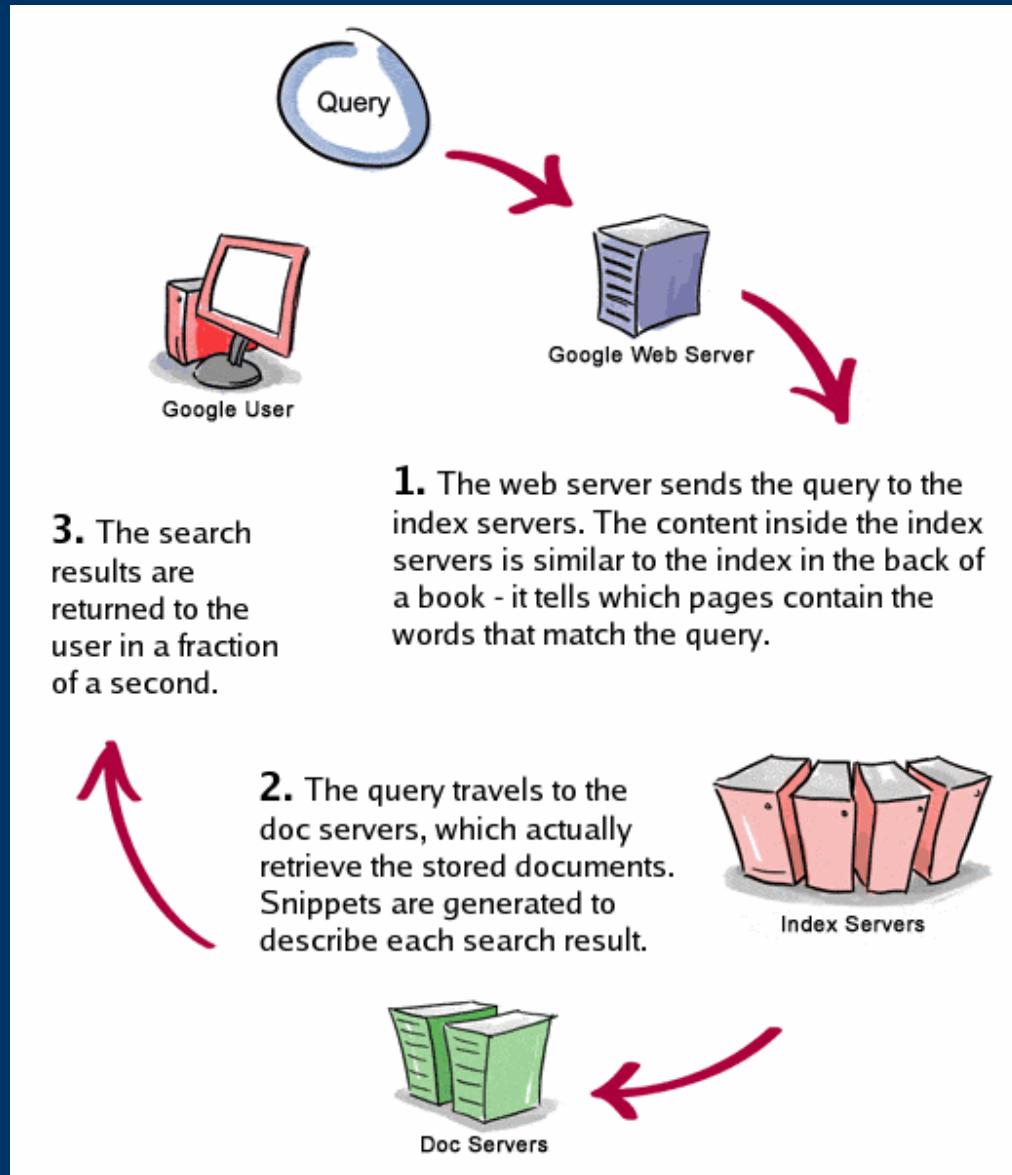 Query
Google Web Server
Google User
1. The web server sends the query to the
index servers. The content inside the index
servers is similar to the index in the back of
a book - it tells which pages contain the
words that match the query.
3. The search
results are
returned to the
user in a fraction
of a second.
2. The query travels to the
doc servers, which actually
retrieve the stored documents.
Snippets are generated to
describe each search result.
Index Servers
Doc Servers